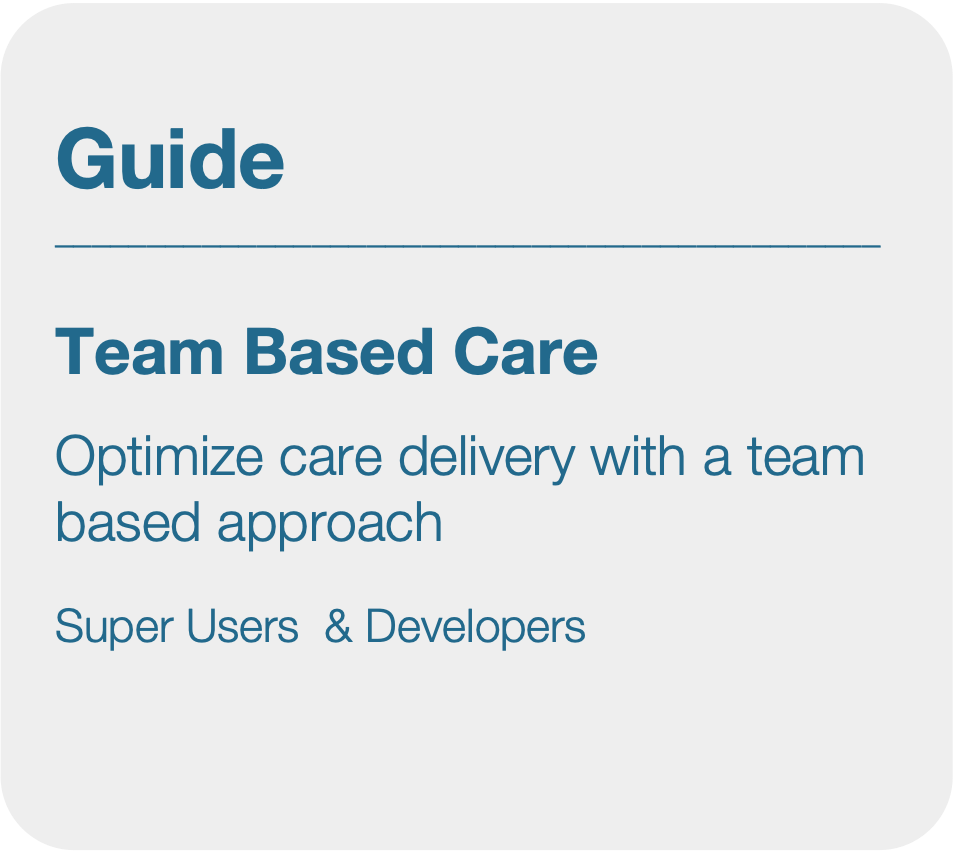 Guide
Team Based Care
Optimize care delivery with a team
based approach
Super Users  & Developers